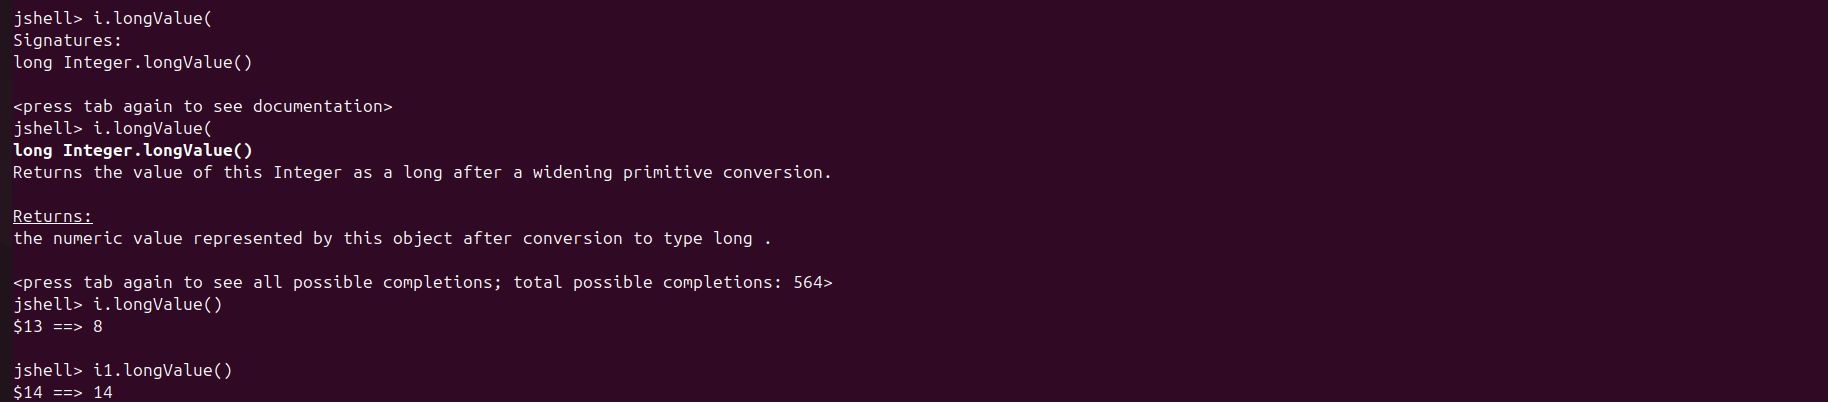 jshell> i.longValue(
Signatures:
long Integer.longValue()
<press tab again to see documentation>
jshell> i.longValue(
long Integer.longValue()
Returns the value of this Integer as a long after a widening primitive conversion.
Returns:
the numeric value represented by this object after conversion to type long .
<press tab again to see all possible completions; total possible completions: 564>
jshell> i.longValue()
$13 ==> 8
jshell> i1.longValue()
$14 ==> 14